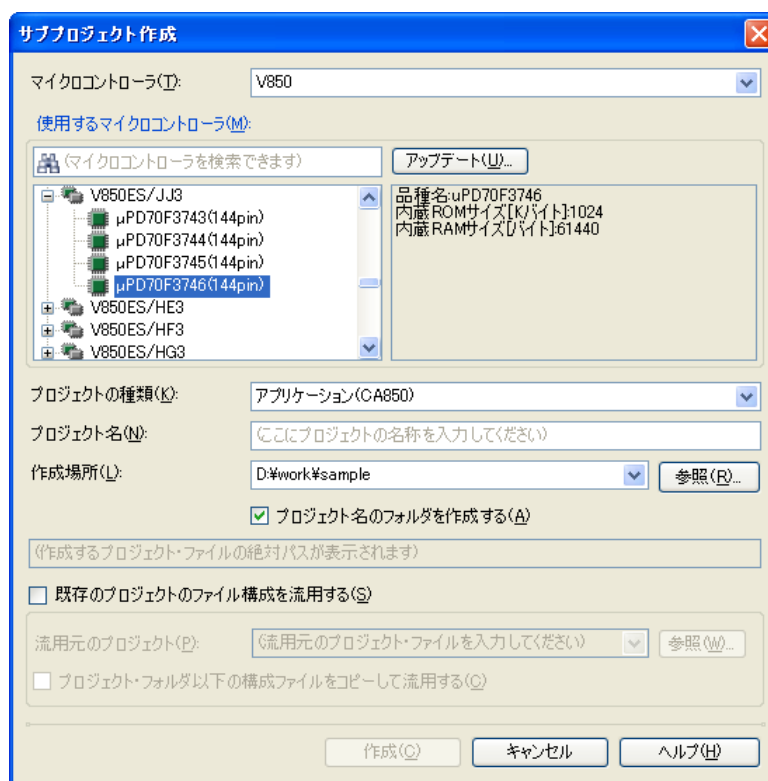 サブプロジェクト作成
マイクロコントローラ(T):
V850
使用するマイクロコントローラ(M):
(マイクロコントローラを検索できます)
アップデート(U)...
V850ES/JJ3
μPD70F3743(144pin)
μPD70F3744(144pin)
μPD70F3745(144pin)
μPD70F3746(144pin)
V850ES/HE3
V850ES/HF3
V850ES/HG3
品種名:uPD70F3746
内蔵ROMサイズ[Kバイト]:1024
内蔵RAMサイズ[バイト]:61440
プロジェクトの種類(K):
アプリケーション(CA850)
プロジェクト名(N):
(ここにプロジェクトの名称を入力してください)
作成場所(L):
D:¥work¥sample
参照(R)...
プロジェクト名のフォルダを作成する(A)
(作成するプロジェクト・ファイルの絶対パスが表示されます)
既存のプロジェクトのファイル構成を流用する(S)
流用元のプロジェクト(P):
(流用元のプロジェクト・ファイルを入力してください)
参照(W)...
プロジェクト・フォルダ以下の構成ファイルをコピーして流用する(O)
作成(C)
キャンセル
ヘルプ(H)